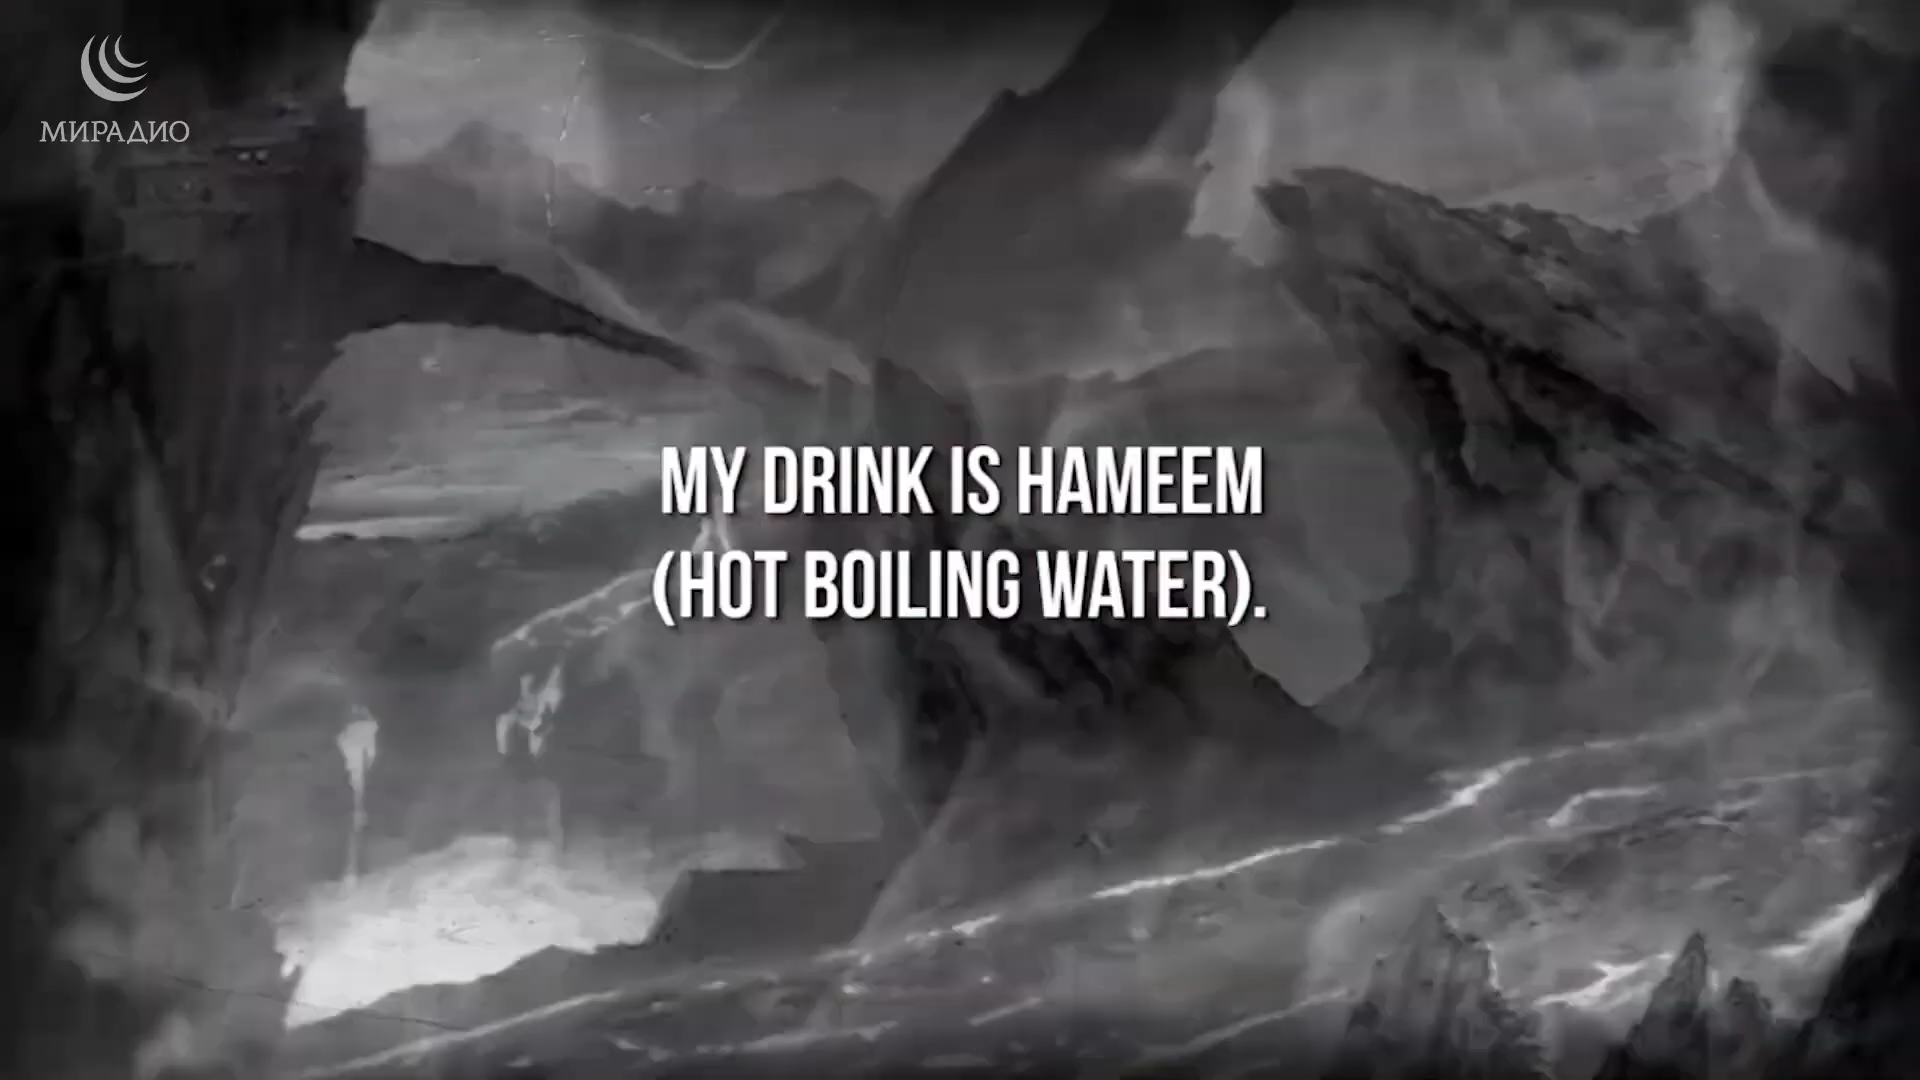 МИРАДИО
MY DRINK IS HAMEEM
(HOT BOILING WATER).